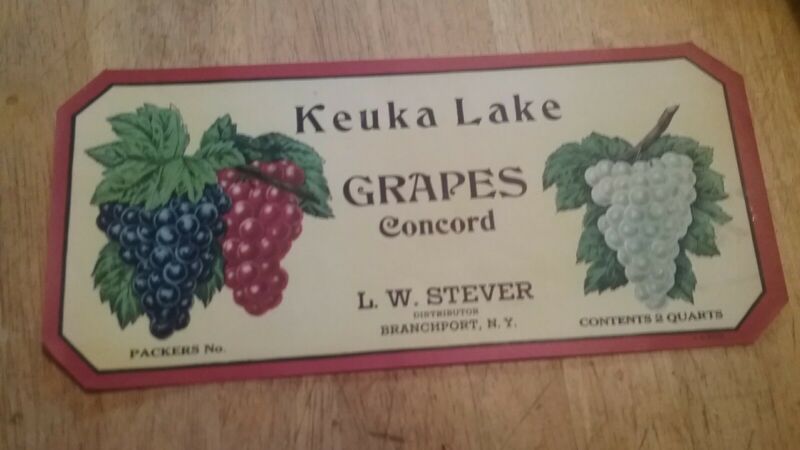 Keuka Lake
GRAPES
Concord
L. W. STEVER
DISTRIBUTOR
BRANCHPORT, N. Y.
PACKERS No.
CONTENTS 2 QUARTS